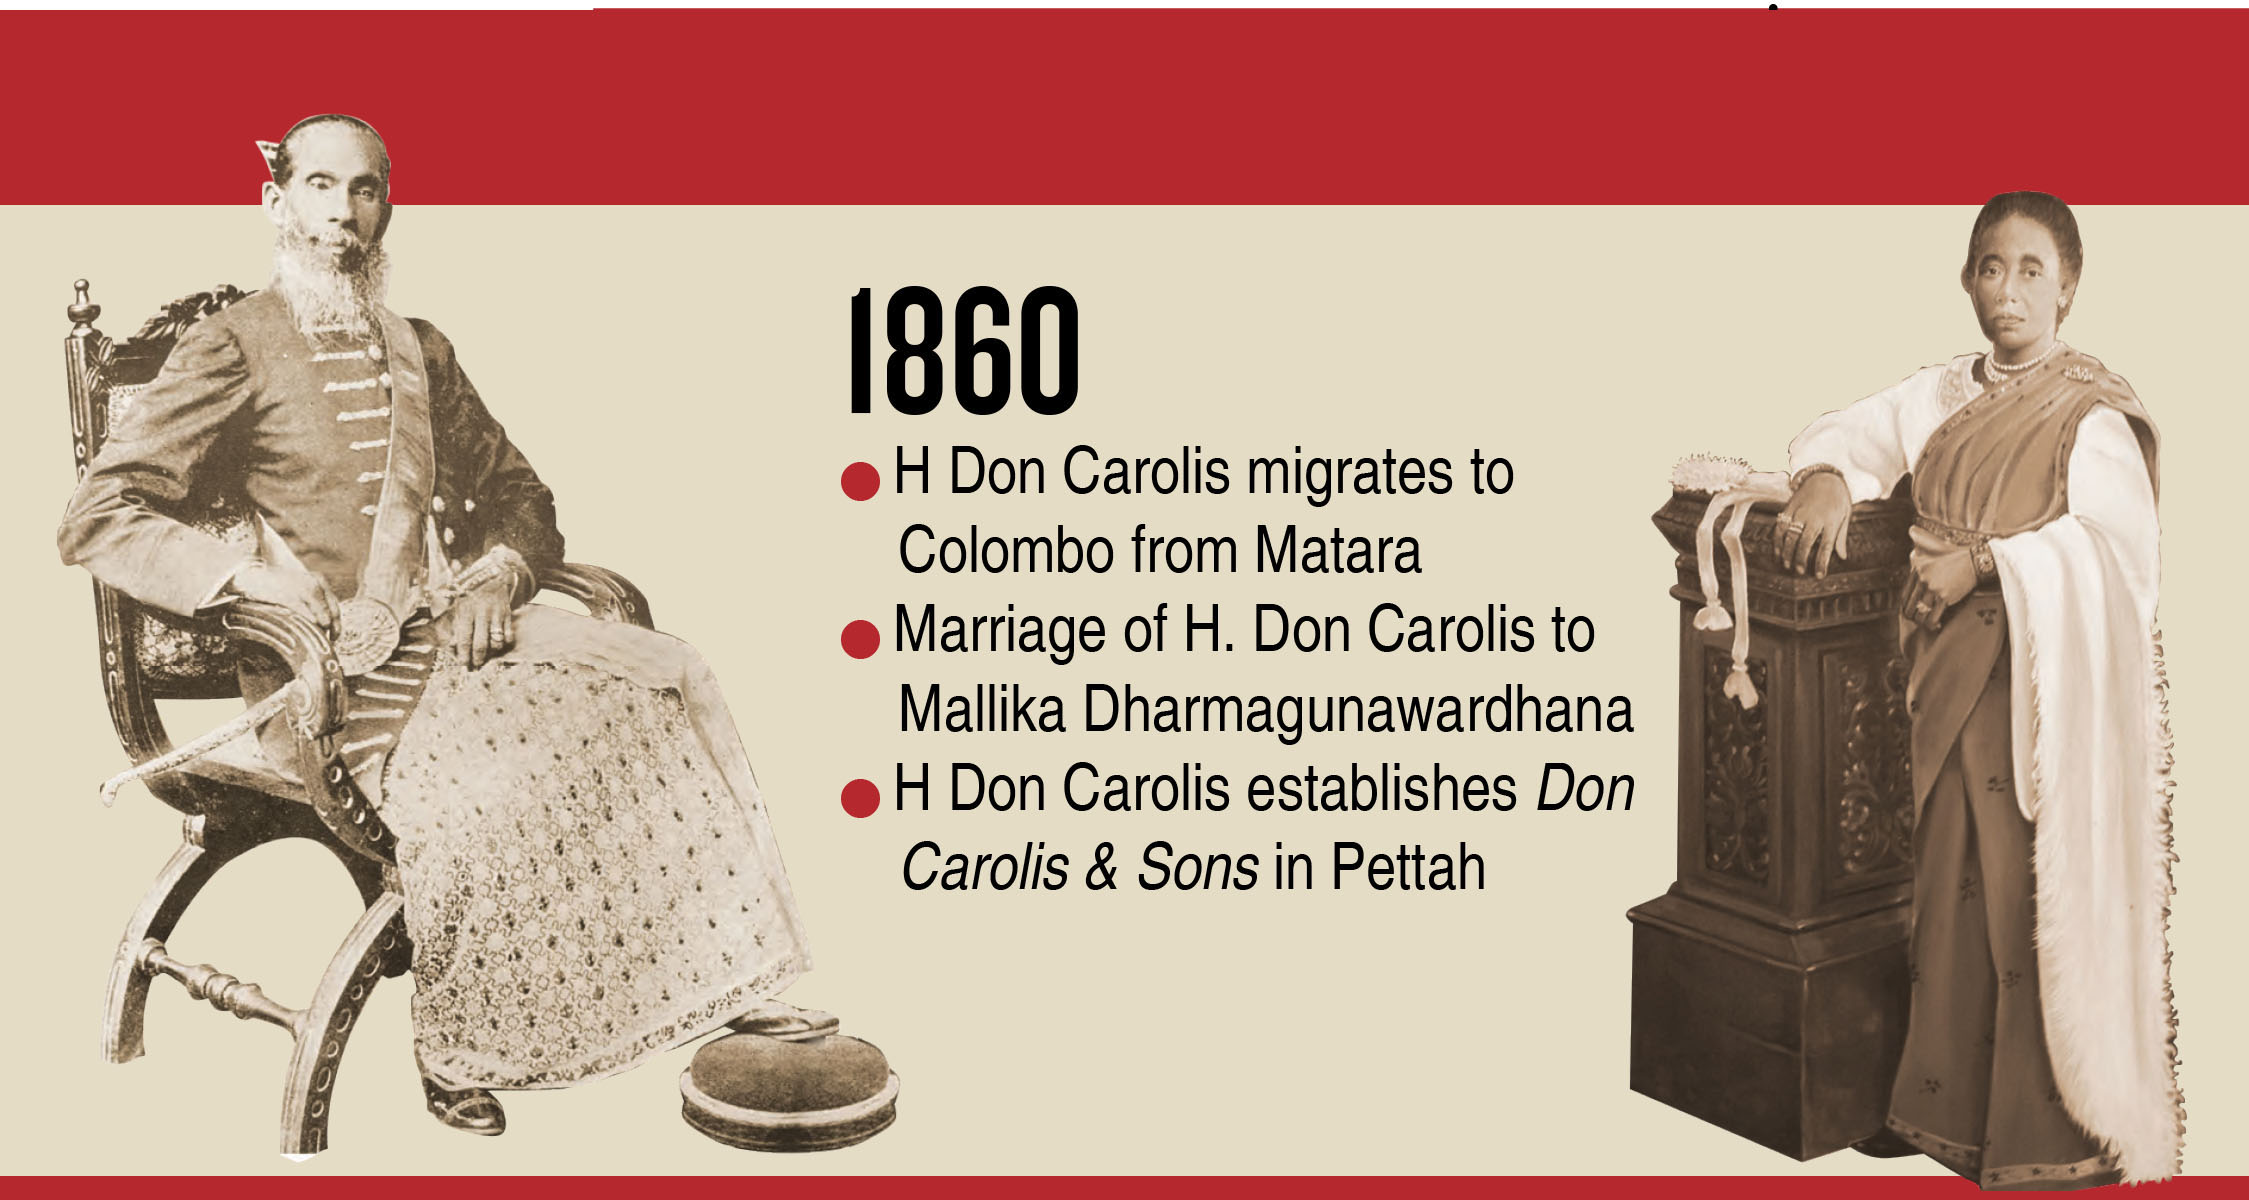 1860
H Don Carolis migrates to
Colombo from Matara
Marriage of H. Don Carolis to
Mallika Dharmagunawardhana
H Don Carolis establishes Don
Carolis & Sons in Pettah